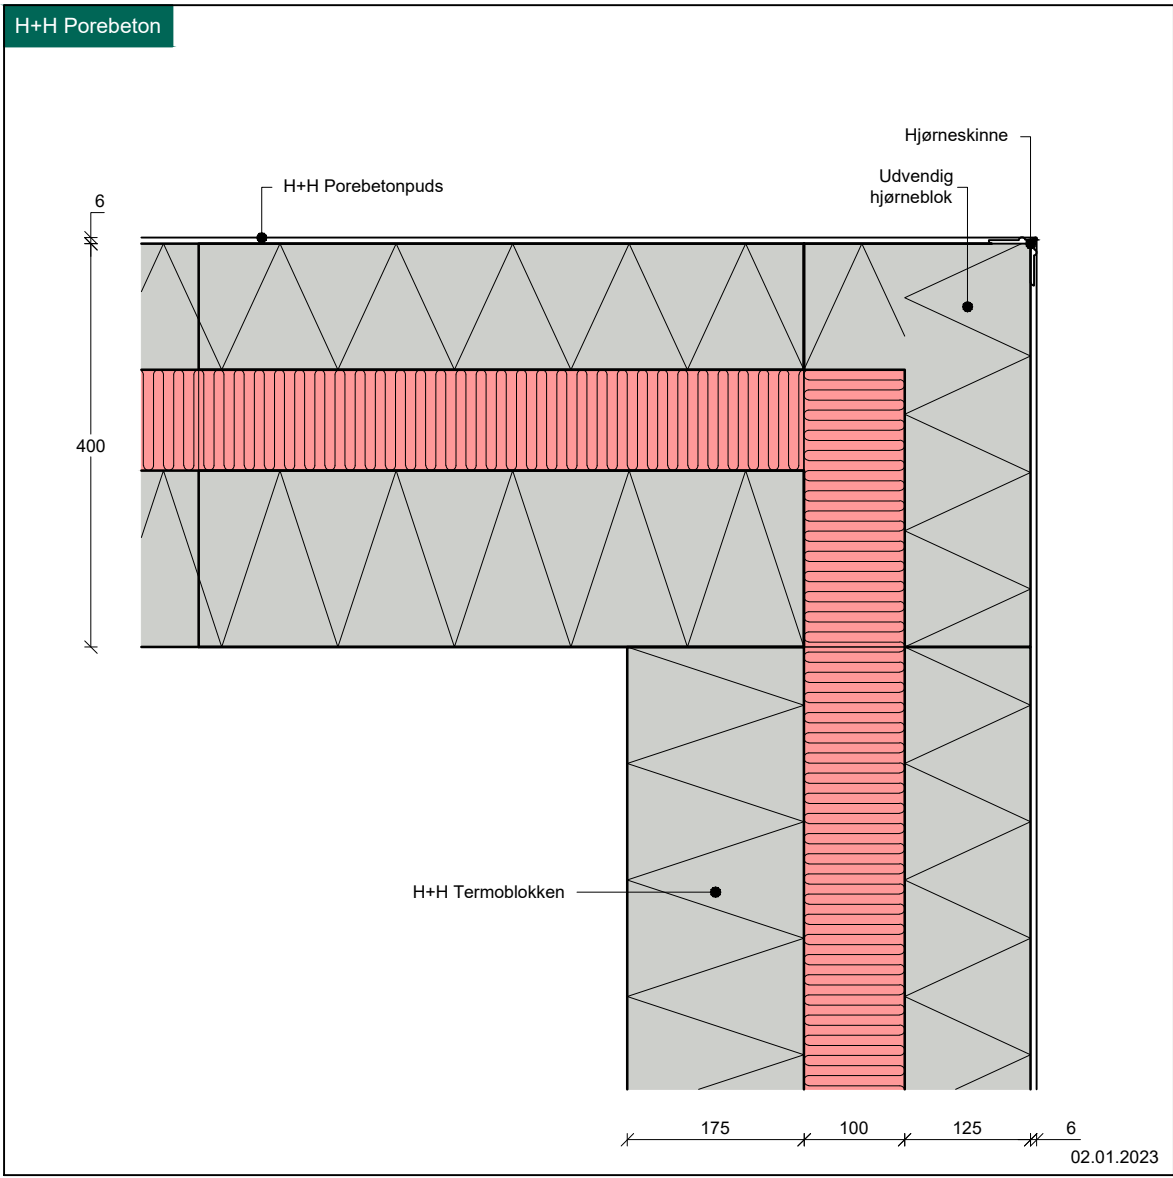 H+H Porebeton
Hjørneskinne
Udvendig
hjørneblok
H+H Porebetonpuds
6
400
H+H Termoblokken
175
100
125
6
02.01.2023